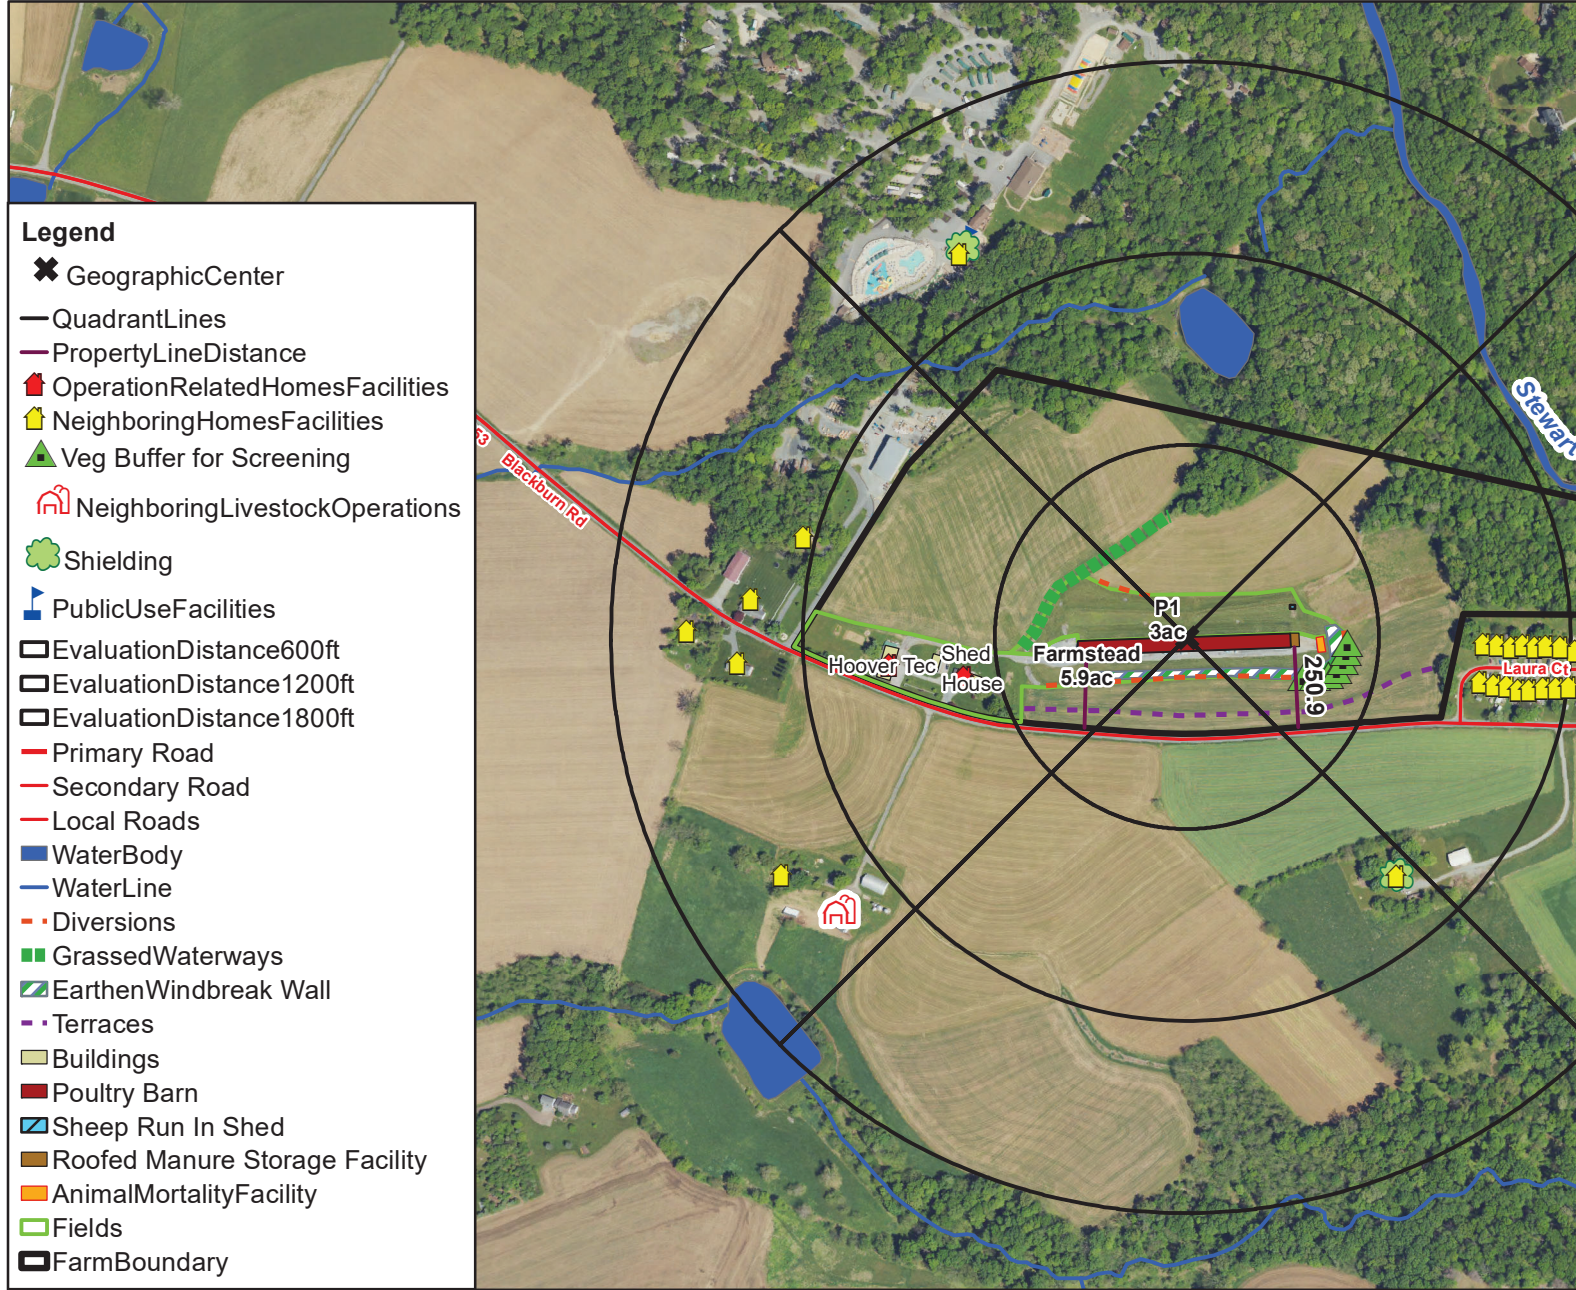 Legend
GeographicCenter
QuadrantLines
PropertyLineDistance
OperationRelatedHomesFacilities
NeighboringHomesFacilities
Veg Buffer for Screening
NeighboringLivestockOperations
Shielding
PublicUseFacilities
EvaluationDistance600ft
EvaluationDistance1200ft
EvaluationDistance1800ft
Primary Road
Secondary Road
Local Roads
WaterBody
WaterLine
Diversions
GrassedWaterways
EarthenWindbreak Wall
Terraces
Buildings
Poultry Barn
Sheep Run In Shed
Roofed Manure Storage Facility
AnimalMortalityFacility
Fields
FarmBoundary
53
Blackburn Rd
Stewart
P1
3ac
Farmstead
5.9ac
Shed
Hoover Tec
House
250.9
Laura Ct